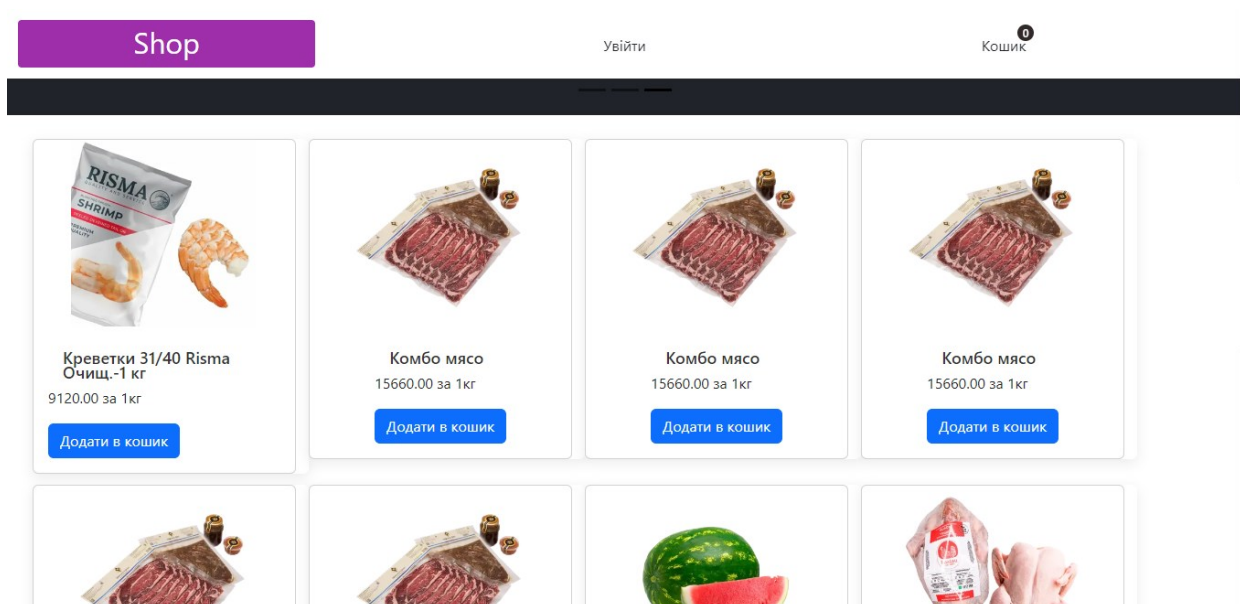 Shop
Увійти
Кошик
0
RISMA
SHRIMP
Креветки 31/40 Risma
Очищ.-1 кг
9120.00 за 1кг
Додати в кошик
Комбо мясо
15660.00 за 1кг
Додати в кошик
Комбо мясо
15660.00 за 1кг
Додати в кошик
Комбо мясо
15660.00 за 1кг
Додати в кошик